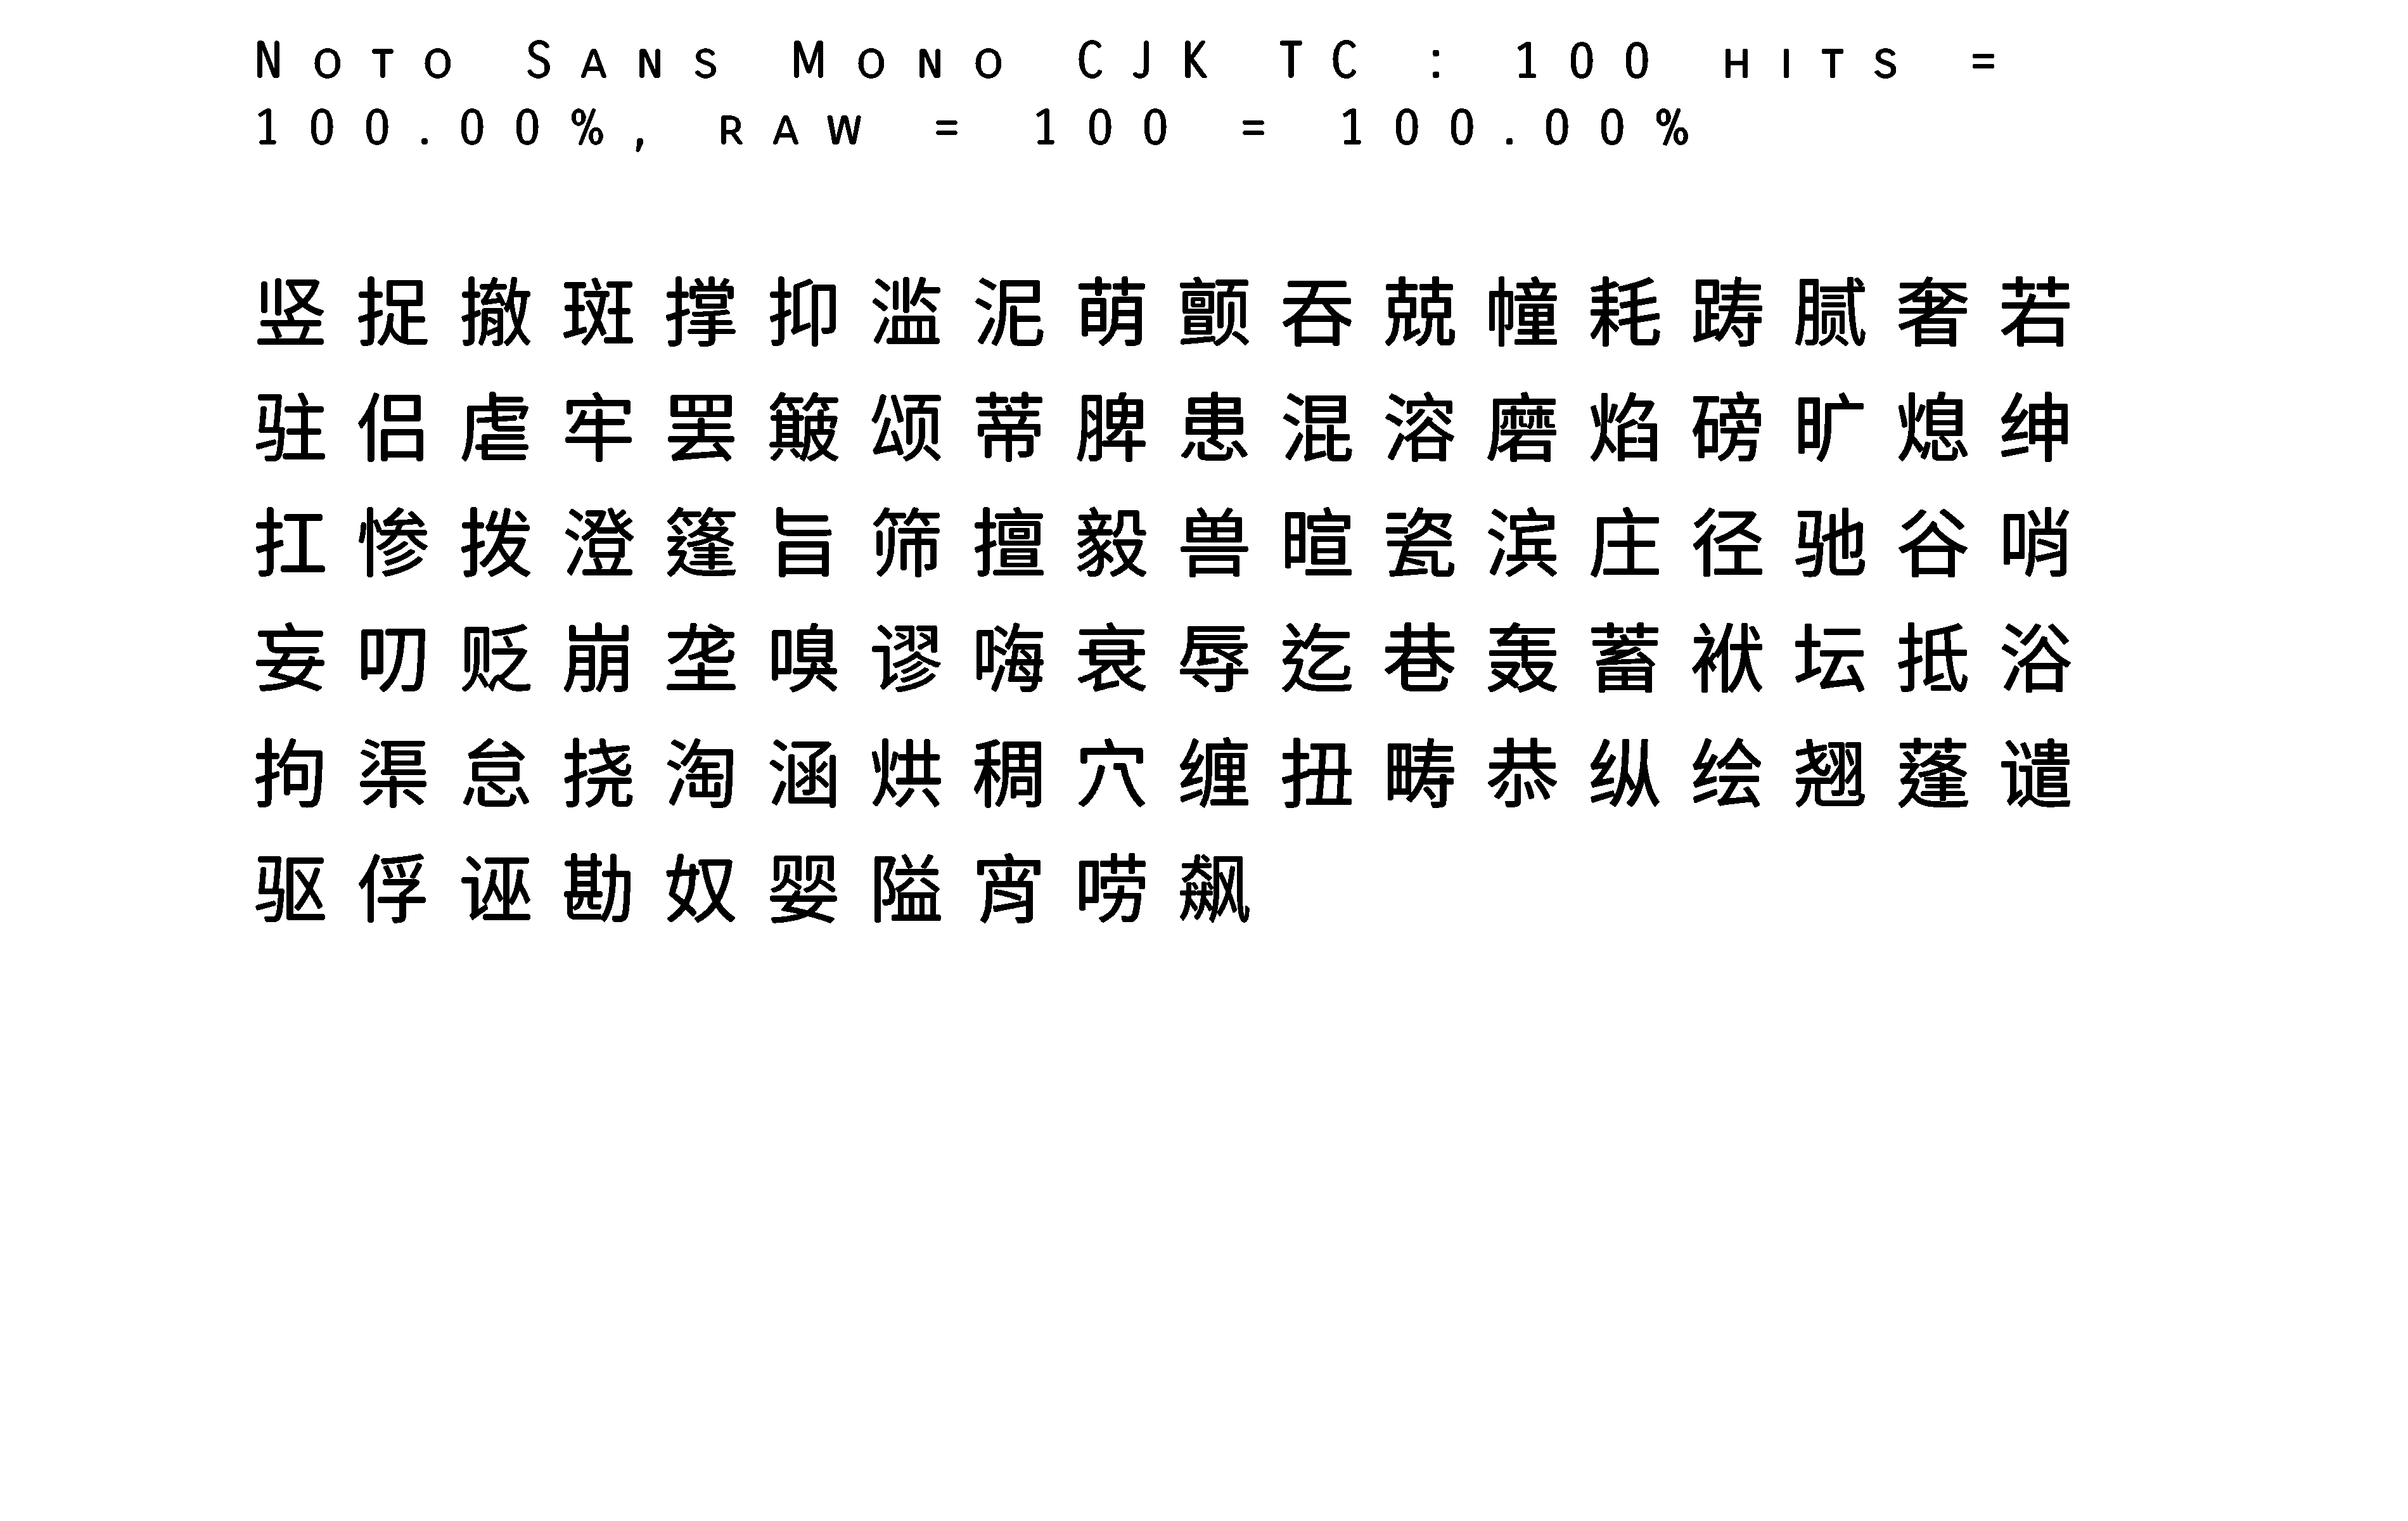 Noto Sans Mono CJK TC : 100 hits =
100.00%, raw = 100 = 100.00%
竖捉撤斑撑抑滥泥萌颤吞兢幢耗踌腻奢若
驻侣虐牢罢簸颂蒂脾患混溶磨焰磅旷熄绅
扛惨拨澄篷旨筛擅毅兽暄瓷滨庄径驰谷哨
妄叨贬崩垄嗅谬嗨衰辱迄巷轰蓄袱坛抵浴
拘渠怠挠淘涵烘稠穴缠扭畴恭纵绘翘蓬谴
驱俘诬勘奴婴隘宵唠飙